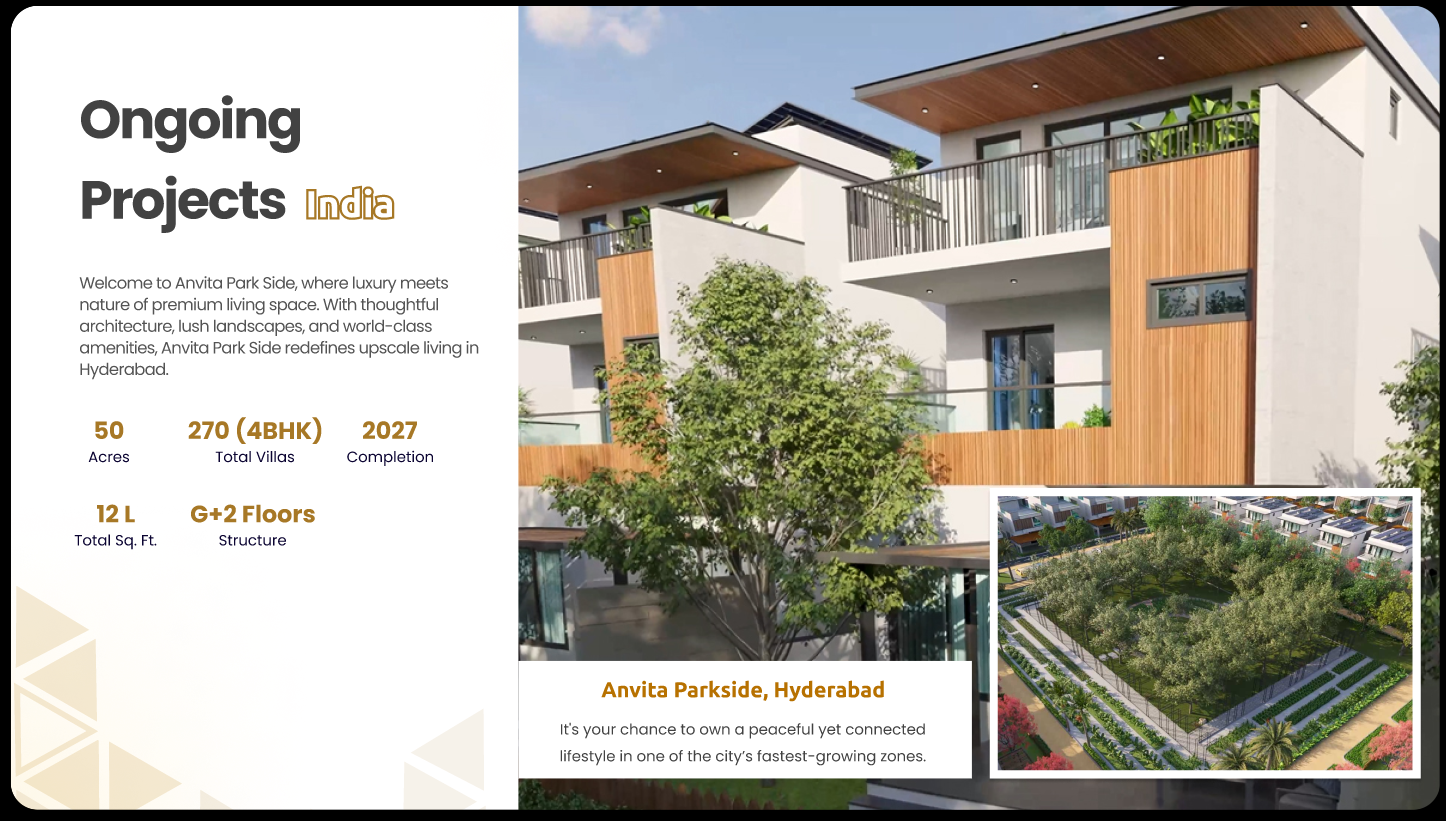 Ongoing
Projects India
Welcome to Anvita Park Side, where luxury meets
nature of premium living space. With thoughtful
architecture, lush landscapes, and world-class
amenities, Anvita Park Side redefines upscale living in
Hyderabad.
50
Acres
270 (4BHK)
Total Villas
2027
Completion
12 L
Total Sq. Ft.
G+2 Floors
Structure
Anvita Parkside, Hyderabad
It's your chance to own a peaceful yet connected
lifestyle in one of the city’s fastest-growing zones.